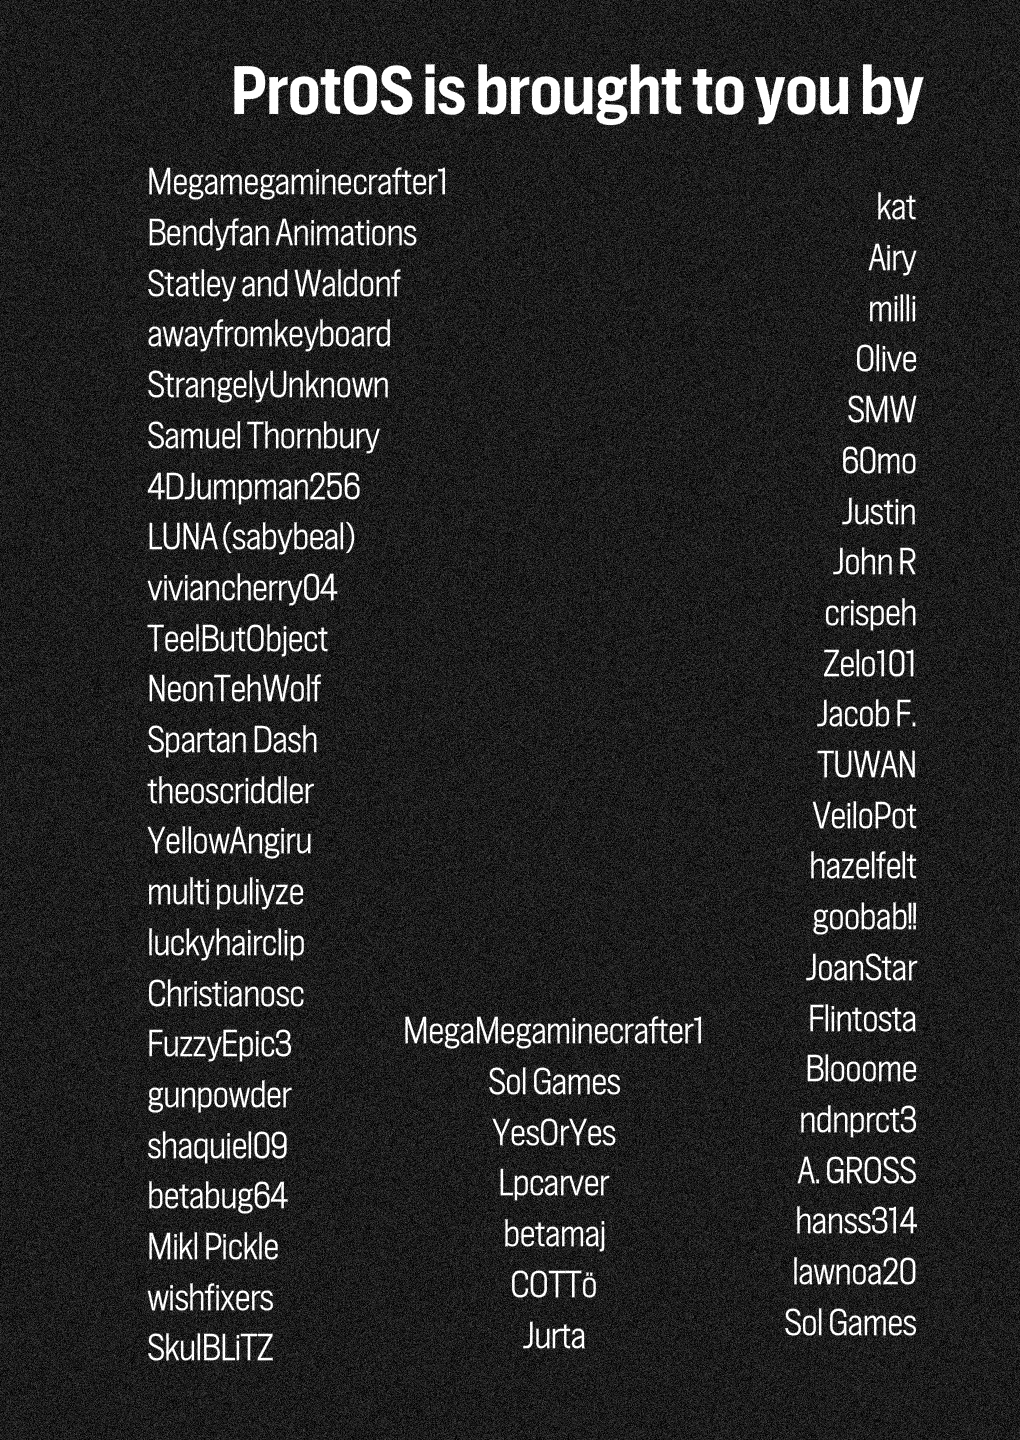 ProtOS is brought to you by
Megamegaminecrafter1
Bendyfan Animations
Statley and Waldonf
awayfromkeyboard
StrangelyUnknown
Samuel Thornbury
4DJumpman256
LUNA (sabybeal)
viviancherry04
TeelButObject
NeonTehWolf
Spartan Dash
theoscriddler
YellowAngiru
multi puliyze
luckyhairclip
Christianosc
FuzzyEpic3
gunpowder
shaquiel09
betabug64
Mikl Pickle
wishfixers
SkulBLiTZ
MegaMegaminecrafter1
Sol Games
YesOrYes
Lpcarver
betamaj
COTTö
Jurta
kat
Airy
milli
Olive
SMW
60mo
Justin
John R
crispeh
Zelo101
Jacob F.
TUWAN
VeiloPot
hazelfelt
goobab!!
JoanStar
Flintosta
Blooome
ndnprct3
A. GROSS
hanss314
lawnoa20
Sol Games